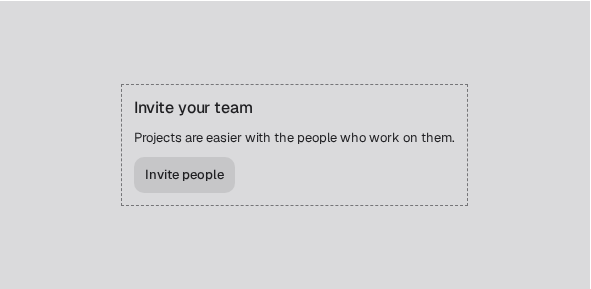 Invite your team
Projects are easier with the people who work on them.
Invite people